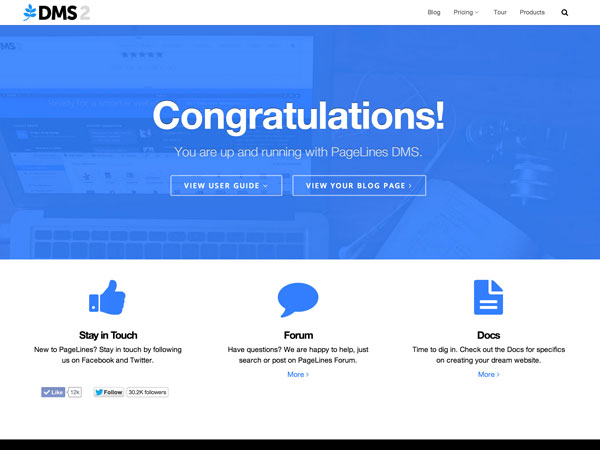 DMS 2
Blog Pricing Tour Products
Congratulations!
You are up and running with PageLines DMS.
VIEW USER GUIDE
VIEW YOUR BLOG PAGE
Stay in Touch
New to PageLines? Stay in touch by following
us on Facebook and Twitter.
Like 12k Follow 30.2K followers
Forum
Have questions? We are happy to help, just
search or post on PageLines Forum.
More
Docs
Time to dig in. Check out the Docs for specifics
on creating your dream website.
More